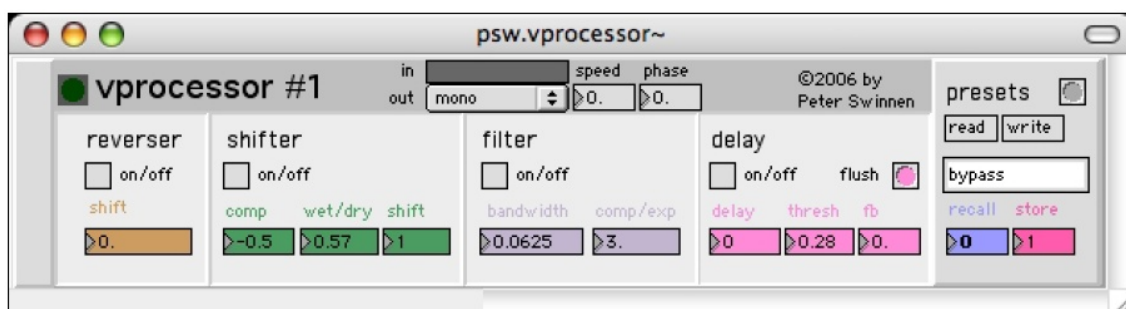 psw.vprocessor~
vprocessor #1
in
out
mono
speed
phase
0.
0.
©2006 by
Peter Swinnen
reverser
on/off
shift
0.
shifter
on/off
comp wet/dry shift
-0.5 0.57 1
filter
on/off
bandwidth comp/exp
0.0625 3.
delay
on/off flush
delay thresh fb
0 0.28 0.
presets
read write
bypass
recall store
0 1